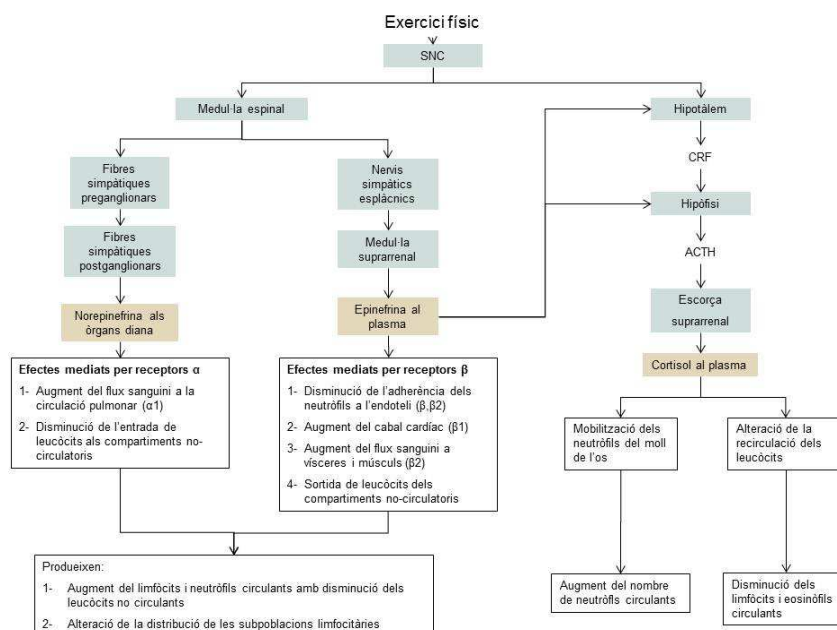 Exercici físic
SNC
Medul·la espinal
Hipotàlem
Fibres
simpàtiques
preganglionars
Nervis
simpàtics
esplàcnics
CRF
Hipòfisi
Fibres
simpàtiques
postganglionars
Medul·la
suprarrenal
ACTH
Norepinefrina als
òrgans diana
Epinefrina al
plasma
Escorça
suprarrenal
Cortisol al plasma
Efectes mediats per receptors α
1- Augment del flux sanguini a la
circulació pulmonar (α1)
2- Disminució de l'entrada de
leucòcits als compartiments no-
circulatoris
Efectes mediats per receptors β
1- Disminució de l'adherència dels
neutròfils a l'endoteli (β,β2)
2- Augment del cabal cardíac (β1)
3- Augment del flux sanguini a
vísceres i músculs (β2)
4- Sortida de leucòcits dels
compartiments no-circulatoris
Mobilització dels
neutròfils del moll
de l'os
Alteració de la
recirculació dels
leucòcits
Produeixen:
1- Augment del limfòcits i neutròfils circulants amb disminució dels
leucòcits no circulants
2- Alteració de la distribució de les subpoblacions limfocitàries
Augment del nombre
de neutròfils circulants
Disminució dels
limfòcits i eosinòfils
circulants